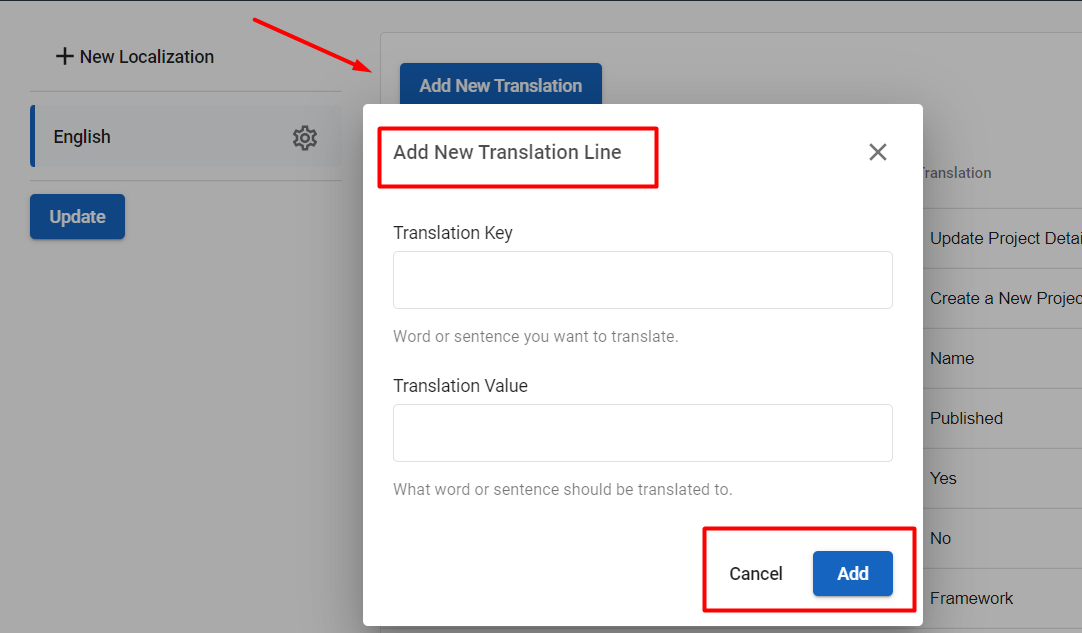 New Localization
Add New Translation
English
Update
Add New Translation Line
Translation Key
Word or sentence you want to translate.
Translation Value
What word or sentence should be translated to.
Cancel
Add
Translation
Update Project Detai
Create a New Projec
Name
Published
Yes
No
Framework